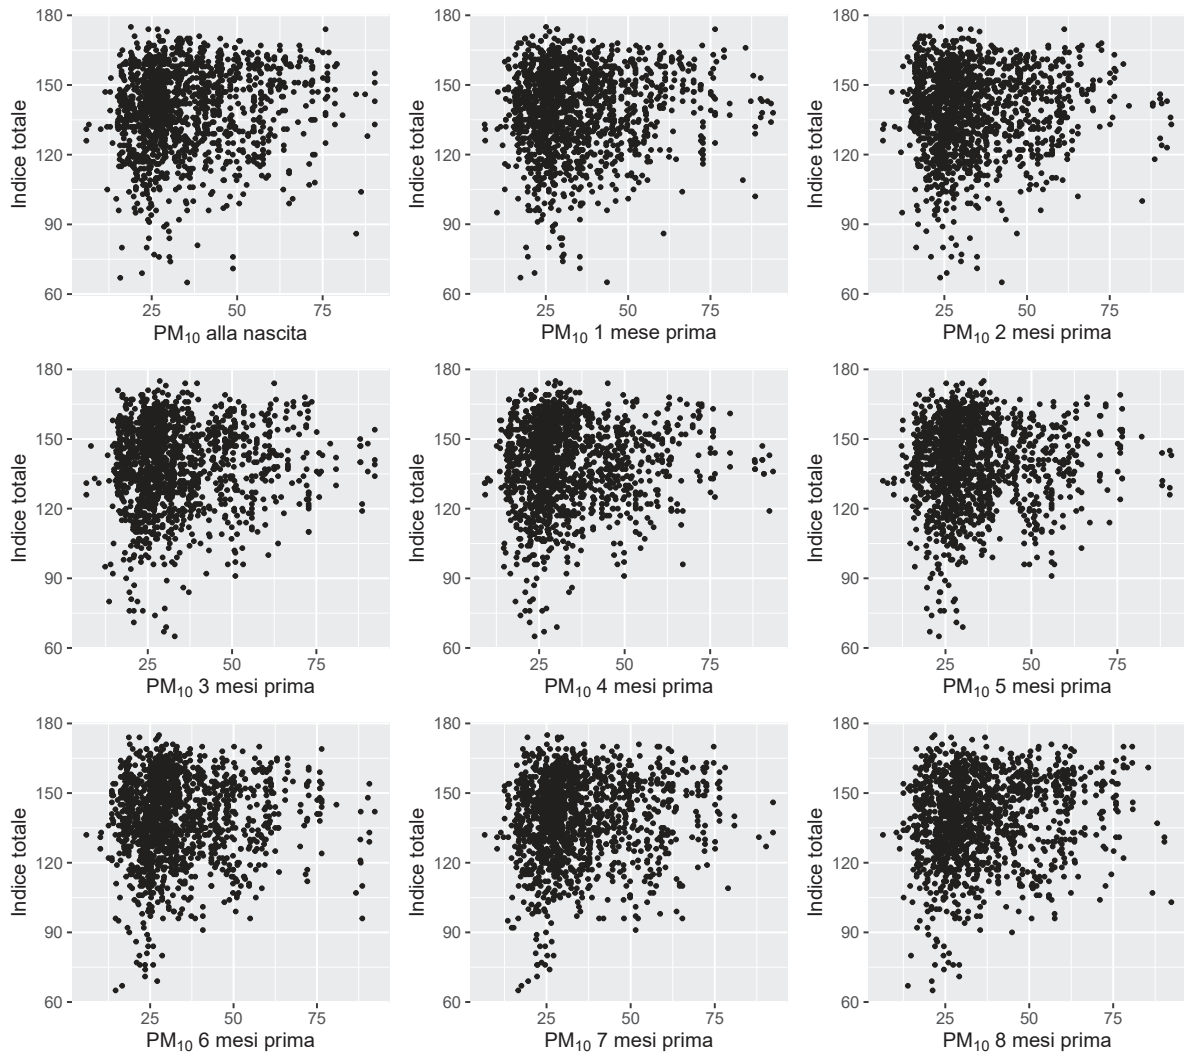 180
150
120
90
60
Indice totale
25 50 75
PM10 alla nascita
180
150
120
90
60
Indice totale
25 50 75
PM10 1 mese prima
180
150
120
90
60
Indice totale
25 50 75
PM10 2 mesi prima
180
150
120
90
60
Indice totale
25 50 75
PM10 3 mesi prima
180
150
120
90
60
Indice totale
25 50 75
PM10 4 mesi prima
180
150
120
90
60
Indice totale
25 50 75
PM10 5 mesi prima
180
150
120
90
60
Indice totale
25 50 75
PM10 6 mesi prima
180
150
120
90
60
Indice totale
25 50 75
PM10 7 mesi prima
180
150
120
90
60
Indice totale
25 50 75
PM10 8 mesi prima